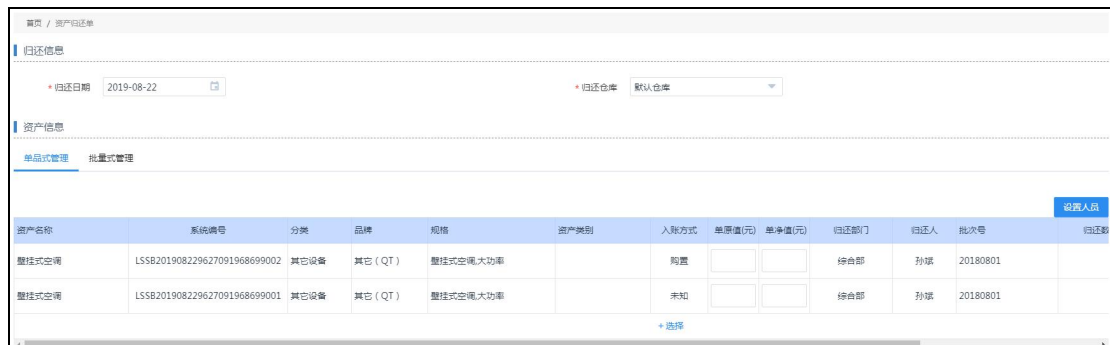 首页 / 资产归还单
归还信息
* 归还日期 2019-08-22 * 归还仓库 默认仓库
资产信息
单品式管理 批量式管理
设置人员
资产名称 系统编号 分类 品牌 规格 资产类别 入账方式 单原值(元) 单净值(元) 归还部门 归还人 批次号 归还数
壁挂式空调 LSSB201908229627091968699002 其它设备 其它（QT） 壁挂式空调,大功率 购置 综合部 孙斌 20180801
壁挂式空调 LSSB201908229627091968699001 其它设备 其它（QT） 壁挂式空调,大功率 未知 综合部 孙斌 20180801
+ 选择